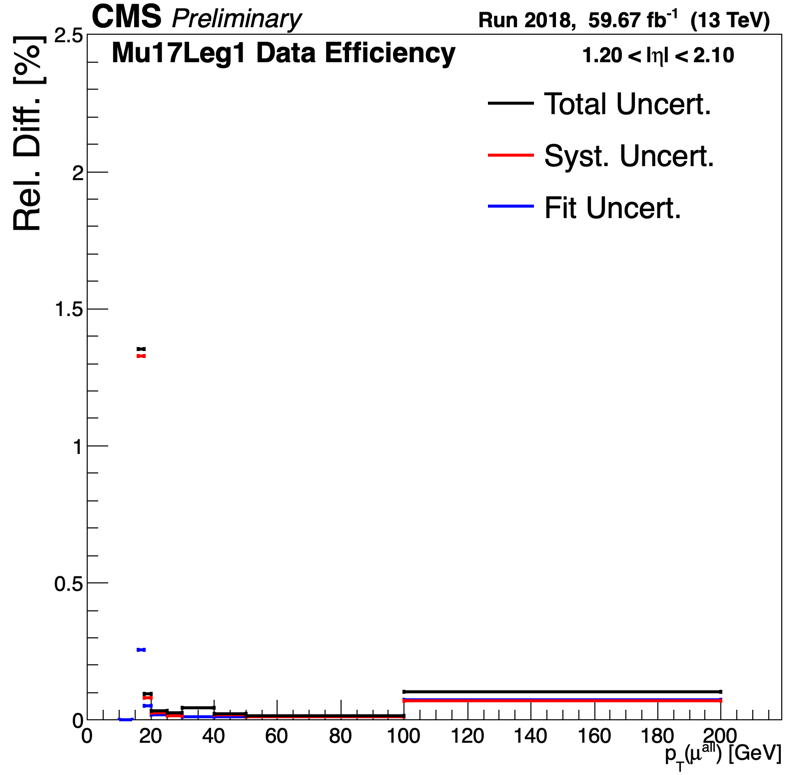 CMS Preliminary
Run 2018, 59.67 fb⁻¹ (13 TeV)
Mu17Leg1 Data Efficiency
1.20 < |η| < 2.10
Total Uncert.
Syst. Uncert.
Fit Uncert.
Rel. Diff. [%]
2.5
2
1.5
1
0.5
0
0 20 40 60 80 100 120 140 160 180 200
p_T(μ^all) [GeV]